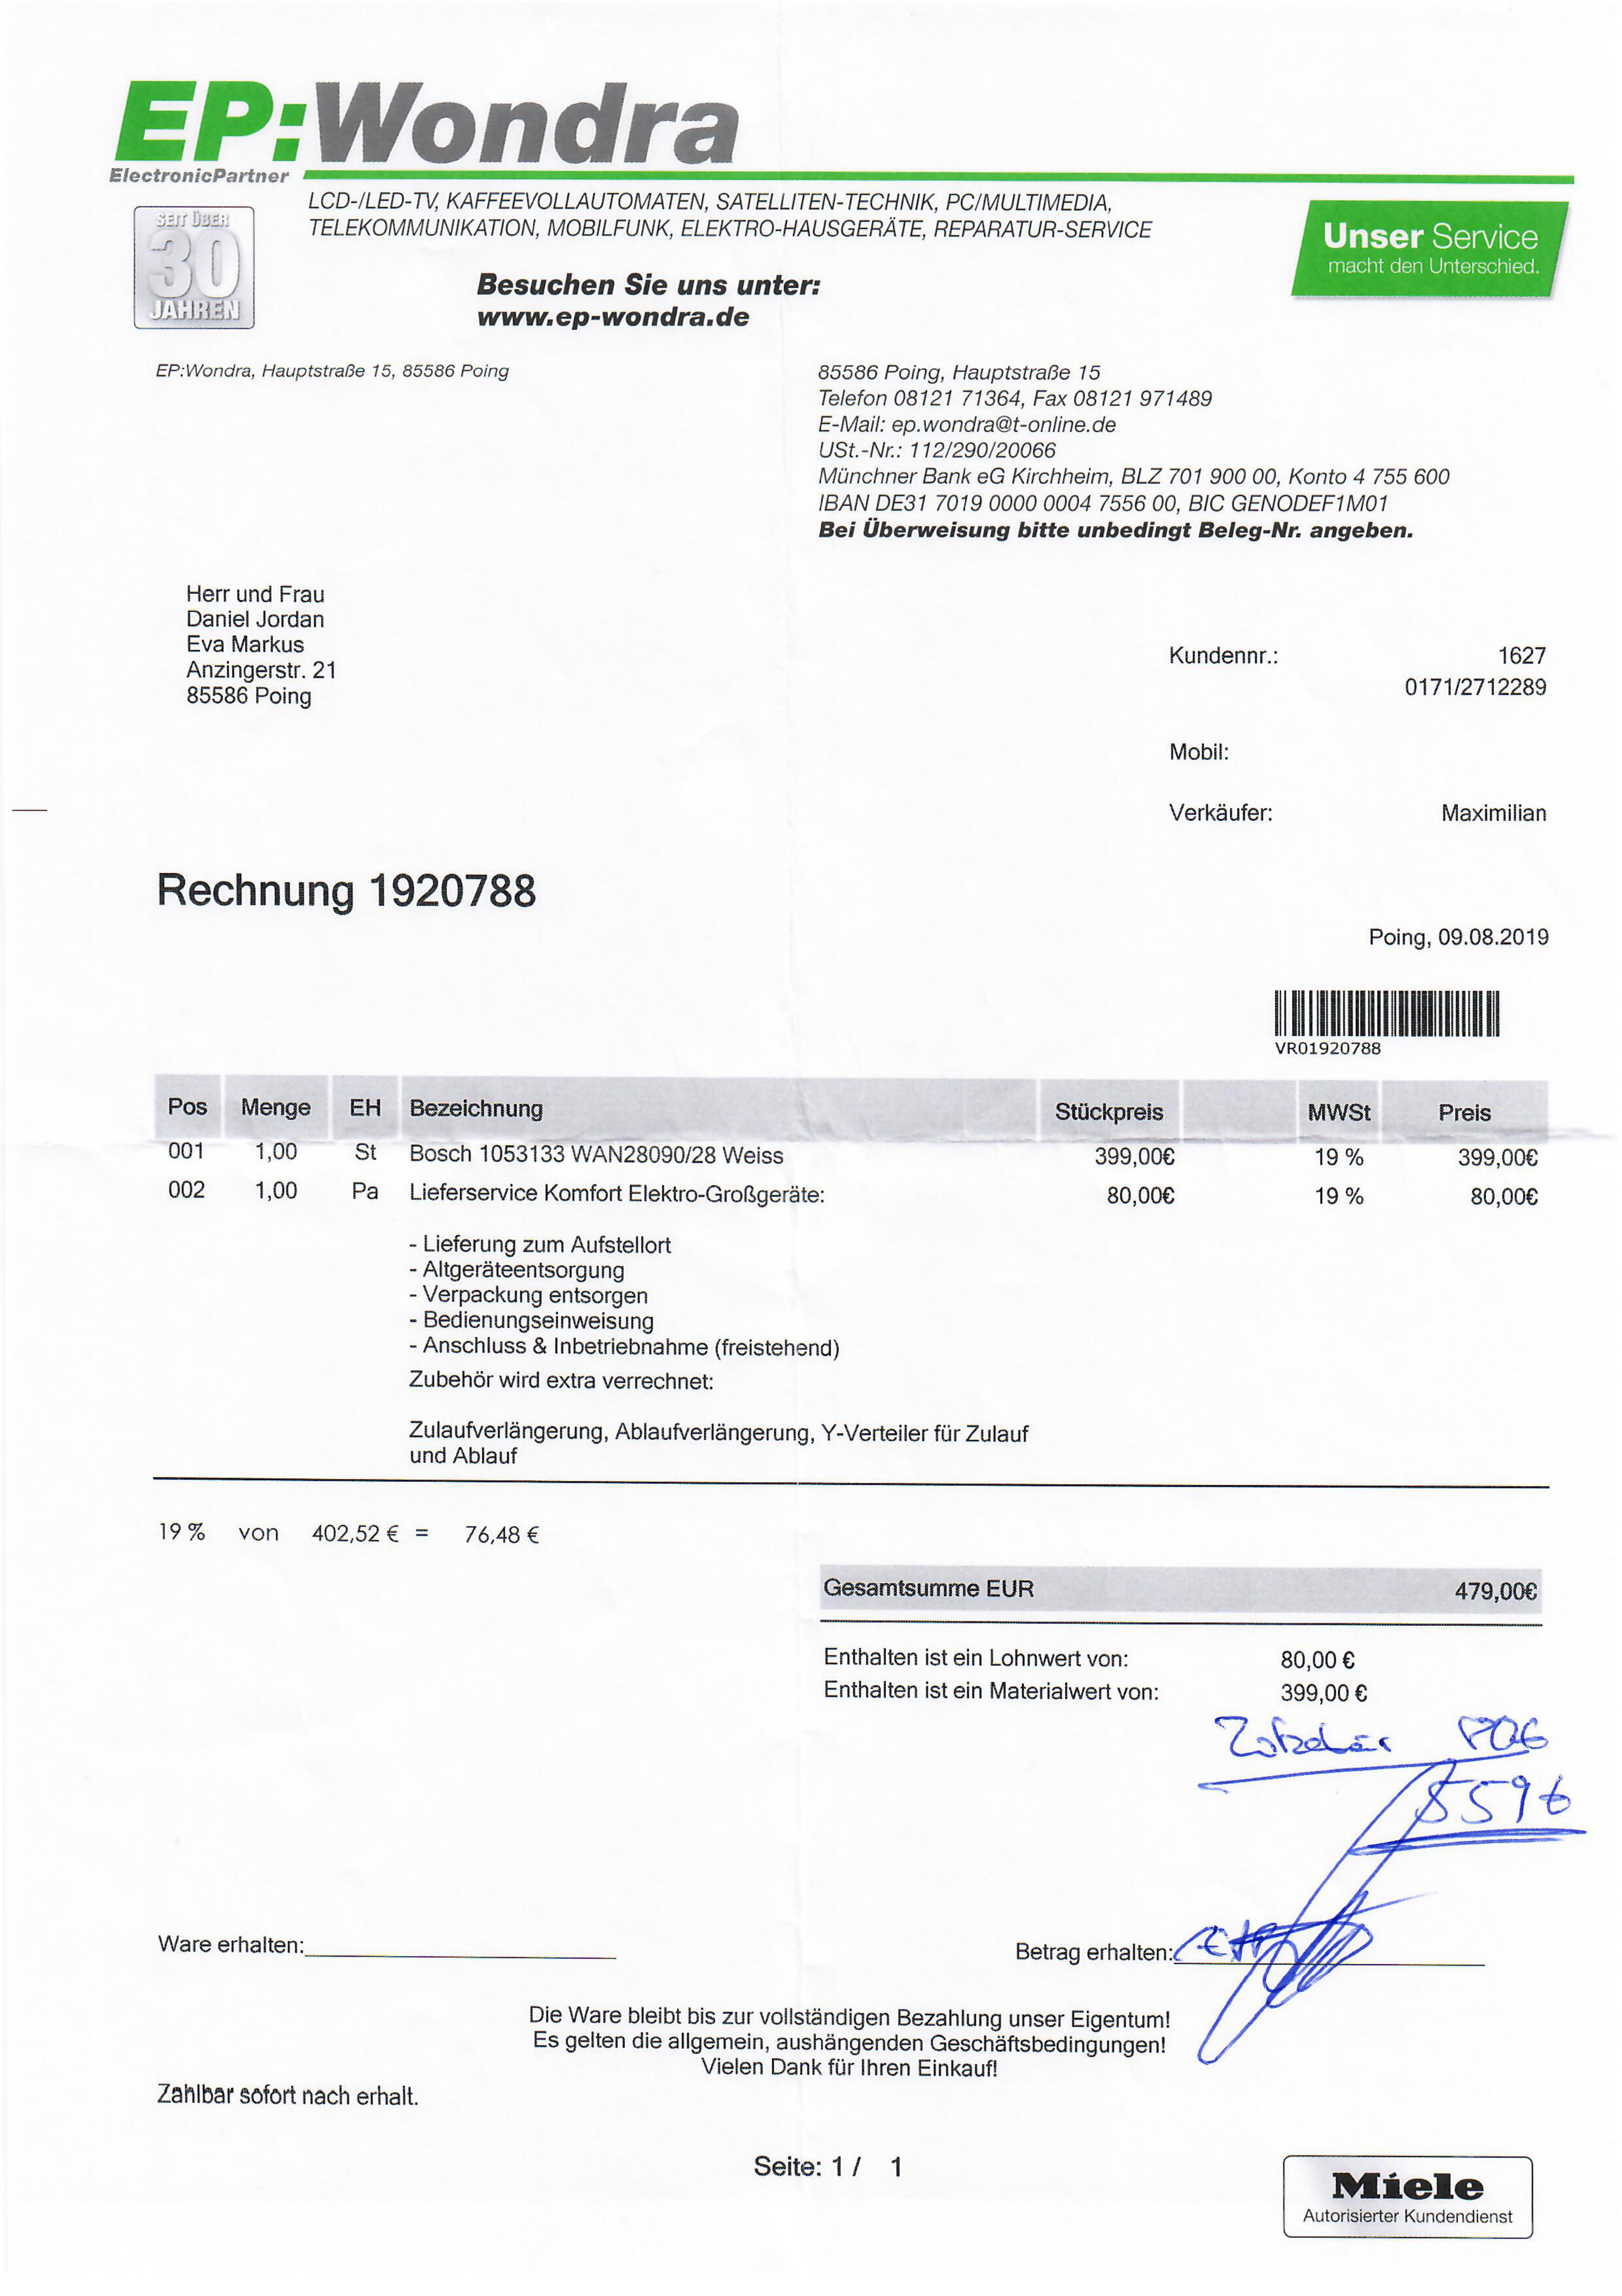 EP:Wondra
ElectronicPartner
LCD-/LED-TV, KAFFEEVOLLAUTOMATEN, SATELLITEN-TECHNIK, PC/MULTIMEDIA,
TELEKOMMUNIKATION, MOBILFUNK, ELEKTRO-HAUSGERÄTE, REPARATUR-SERVICE
SEIT ÜBER
30
JAHREN
Unser Service
macht den Unterschied.
Besuchen Sie uns unter:
www.ep-wondra.de
EP:Wondra, Hauptstraße 15, 85586 Poing
85586 Poing, Hauptstraße 15
Telefon 08121 71364, Fax 08121 971489
E-Mail: ep.wondra@t-online.de
USt.-Nr.: 112/290/20066
Münchner Bank eG Kirchheim, BLZ 701 900 00, Konto 4 755 600
IBAN DE31 7019 0000 0004 7556 00, BIC GENODEF1M01
Bei Überweisung bitte unbedingt Beleg-Nr. angeben.
Herr und Frau
Daniel Jordan
Eva Markus
Anzingerstr. 21
85586 Poing
Kundennr.: 1627
0171/2712289
Mobil:
Verkäufer: Maximilian
Rechnung 1920788
Poing, 09.08.2019
VR01920788
Pos Menge EH Bezeichnung Stückpreis MWSt Preis
001 1,00 St Bosch 1053133 WAN28090/28 Weiss 399,00€ 19 % 399,00€
002 1,00 Pa Lieferservice Komfort Elektro-Großgeräte: 80,00€ 19 % 80,00€
- Lieferung zum Aufstellort
- Altgeräteentsorgung
- Verpackung entsorgen
- Bedienungseinweisung
- Anschluss & Inbetriebnahme (freistehend)
Zubehör wird extra verrechnet:
Zulaufverlängerung, Ablaufverlängerung, Y-Verteiler für Zulauf
und Ablauf
19 % von 402,52 € = 76,48 €
Gesamtsumme EUR 479,00€
Enthalten ist ein Lohnwert von: 80,00 €
Enthalten ist ein Materialwert von: 399,00 €
Ware erhalten:
Betrag erhalten:
Die Ware bleibt bis zur vollständigen Bezahlung unser Eigentum!
Es gelten die allgemein, aushängenden Geschäftsbedingungen!
Vielen Dank für Ihren Einkauf!
Zahlbar sofort nach erhalt.
Seite: 1 / 1
Miele
Autorisierter Kundendienst